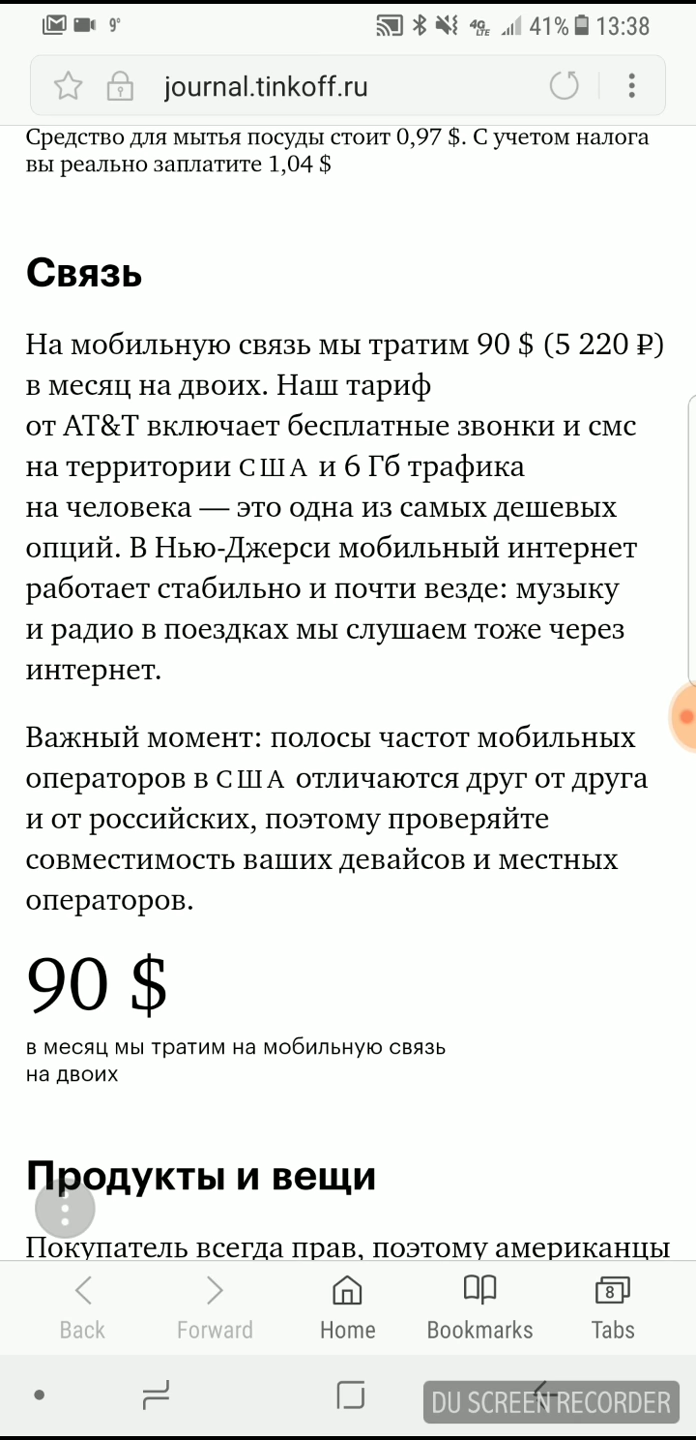 9°
4G LTE 41% 13:38
journal.tinkoff.ru
Средство для мытья посуды стоит 0,97 $. С учетом налога
вы реально заплатите 1,04 $
Связь
На мобильную связь мы тратим 90 $ (5 220 ₽)
в месяц на двоих. Наш тариф
от AT&T включает бесплатные звонки и смс
на территории США и 6 Гб трафика
на человека — это одна из самых дешевых
опций. В Нью-Джерси мобильный интернет
работает стабильно и почти везде: музыку
и радио в поездках мы слушаем тоже через
интернет.
Важный момент: полосы частот мобильных
операторов в США отличаются друг от друга
и от российских, поэтому проверяйте
совместимость ваших девайсов и местных
операторов.
90 $
в месяц мы тратим на мобильную связь
на двоих
Продукты и вещи
Покупатель всегда прав, поэтому американцы
8
Back Forward Home Bookmarks Tabs
DU SCREEN RECORDER